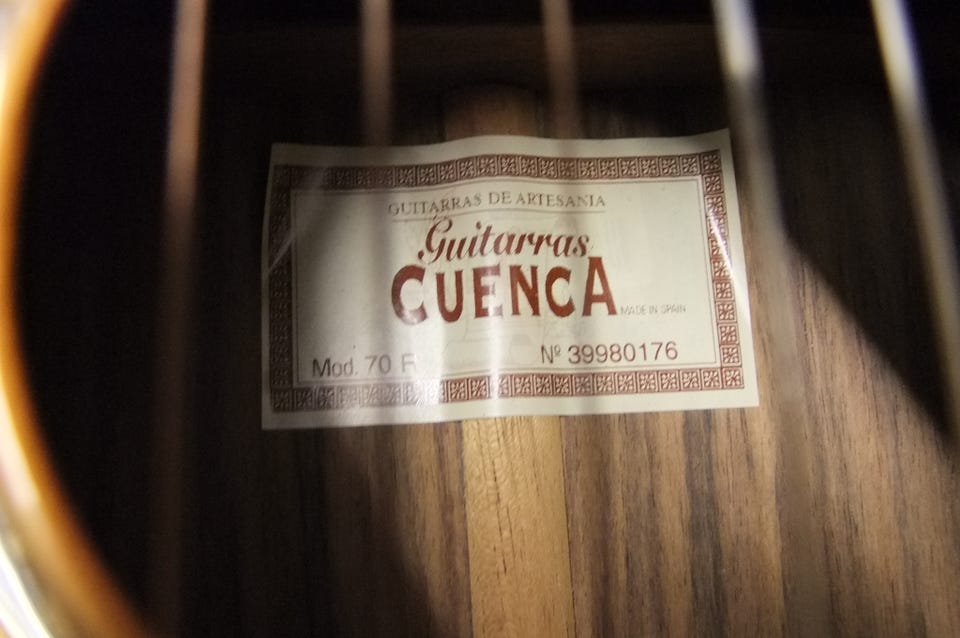 GUITARRAS DE ARTESANIA
Guitarras
CUENCA
MADE IN SPAIN
Mod. 70 R
Nº 39980176